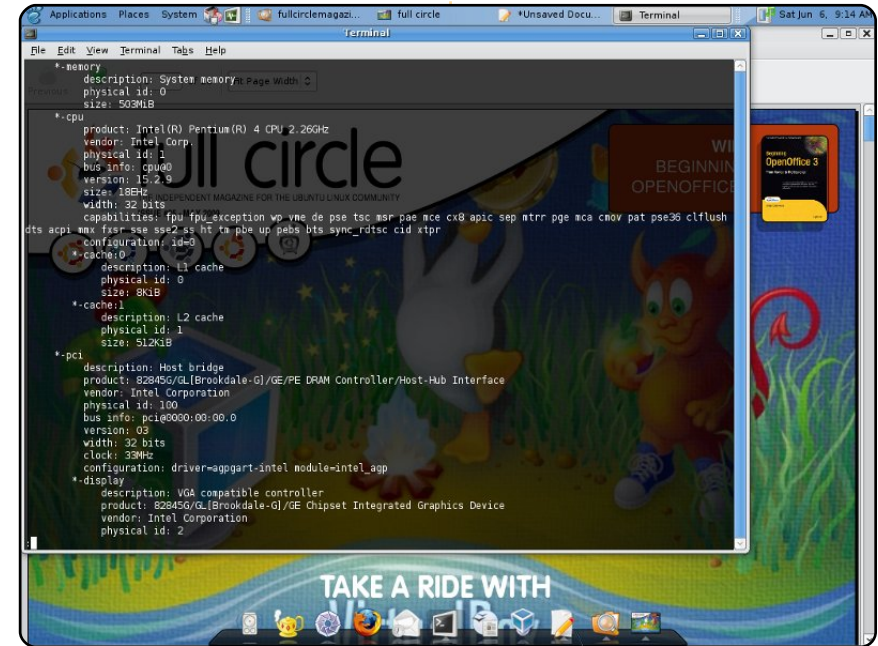 Applications Places System fullcirclemagazi... full circle *Unsaved Docu... Terminal Sat Jun 6, 9:14 AM
Terminal
File Edit View Terminal Tabs Help
*-memory
description: System memory
physical id: 0
size: 503MiB
*-cpu
product: Intel(R) Pentium(R) 4 CPU 2.26GHz
vendor: Intel Corp.
physical id: 1
bus info: cpu@0
version: 15.2.9
size: 18EHz
width: 32 bits
capabilities: fpu fpu_exception wp vme de pse tsc msr pae mce cx8 apic sep mtrr pge mca cmov pat pse36 clflush
dts acpi mmx fxsr sse sse2 ss ht tm pbe up pebs bts sync_rdtsc cid xtpr
configuration: id=0
*-cache:0
description: L1 cache
physical id: 0
size: 8KiB
*-cache:1
description: L2 cache
physical id: 1
size: 512KiB
*-pci
description: Host bridge
product: 82845G/GL[Brookdale-G]/GE/PE DRAM Controller/Host-Hub Interface
vendor: Intel Corporation
physical id: 100
bus info: pci@0000:00:00.0
version: 03
width: 32 bits
clock: 33MHz
configuration: driver=agpgart-intel module=intel_agp
*-display
description: VGA compatible controller
product: 82845G/GL[Brookdale-G]/GE Chipset Integrated Graphics Device
vendor: Intel Corporation
physical id: 2
:
Previous
Fit Page Width
full circle
THE INDEPENDENT MAGAZINE FOR THE UBUNTU LINUX COMMUNITY
WI
BEGINNIN
OPENOFFICE
Beginning
OpenOffice 3
TAKE A RIDE WITH